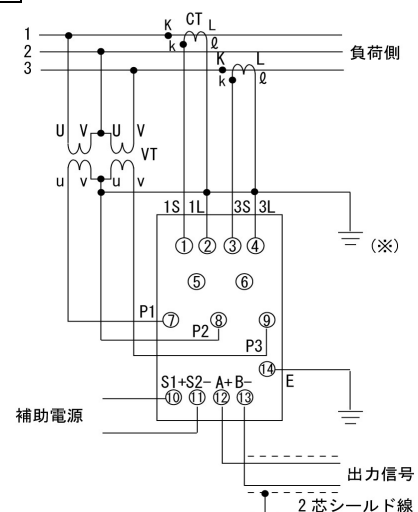 K CT L
1
k ℓ
2
負荷側
K L
3
k ℓ
U V U V
VT
u v u v
1S 1L 3S 3L
① ② ③ ④
(※)
⑤ ⑥
P1 ⑦ ⑧ ⑨
P2
P3
⑭
E
S1+ S2- A+ B-
⑩ ⑪ ⑫ ⑬
補助電源
出力信号
2芯シールド線